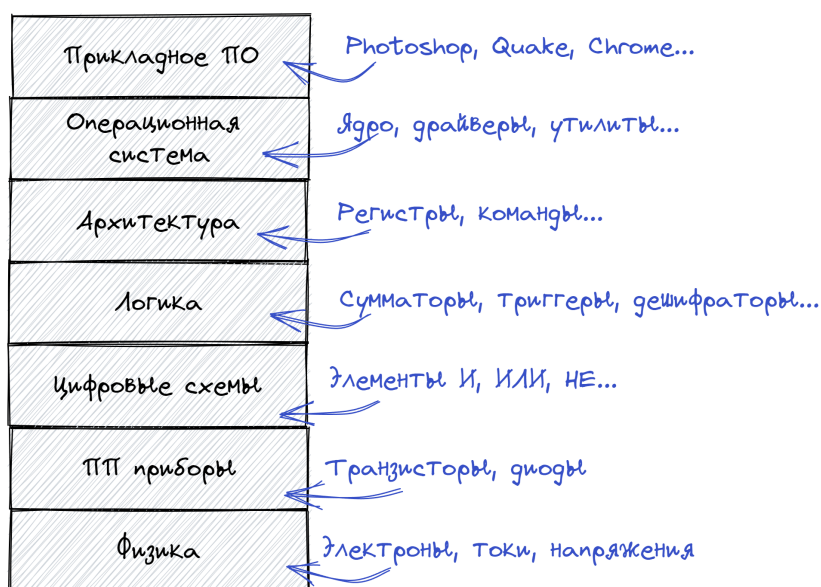 Прикладное ПО
Photoshop, Quake, Chrome...
Операционная
система
Ядро, драйверы, утилиты...
Архитектура
Регистры, команды...
Логика
Сумматоры, триггеры, дешифраторы...
Цифровые схемы
Элементы И, ИЛИ, НЕ...
ПП приборы
Транзисторы, диоды
Физика
Электроны, токи, напряжения